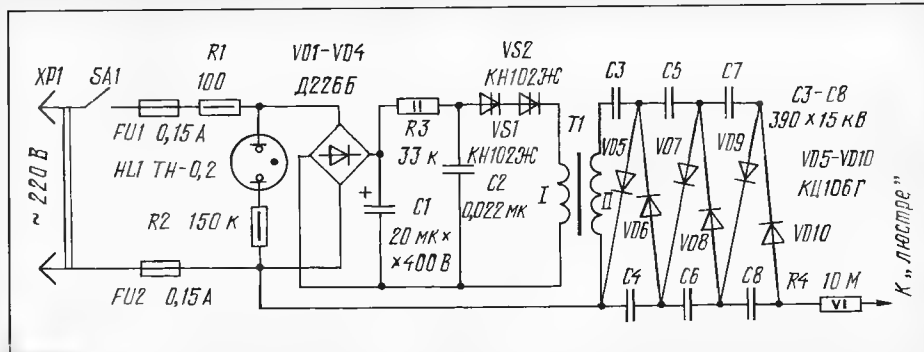 XP1
SA1
~220 В
FU1 0,15 А
R1
100
HL1 ТН-0,2
R2 150 к
FU2 0,15 А
VD1-VD4
Д226Б
R3
33 к
+
C1
20 мк ×
×400 В
VS2
КН102Ж
VS1
КН102Ж
C2
0,022 мк
T1
I
II
C3
C5
C7
VD5
VD7
VD9
VD6
VD8
VD10
C4
C6
C8
C3-C8
390 × 15 кВ
VD5-VD10
КЦ106Г
R4 10 М
VI
К „люстре”